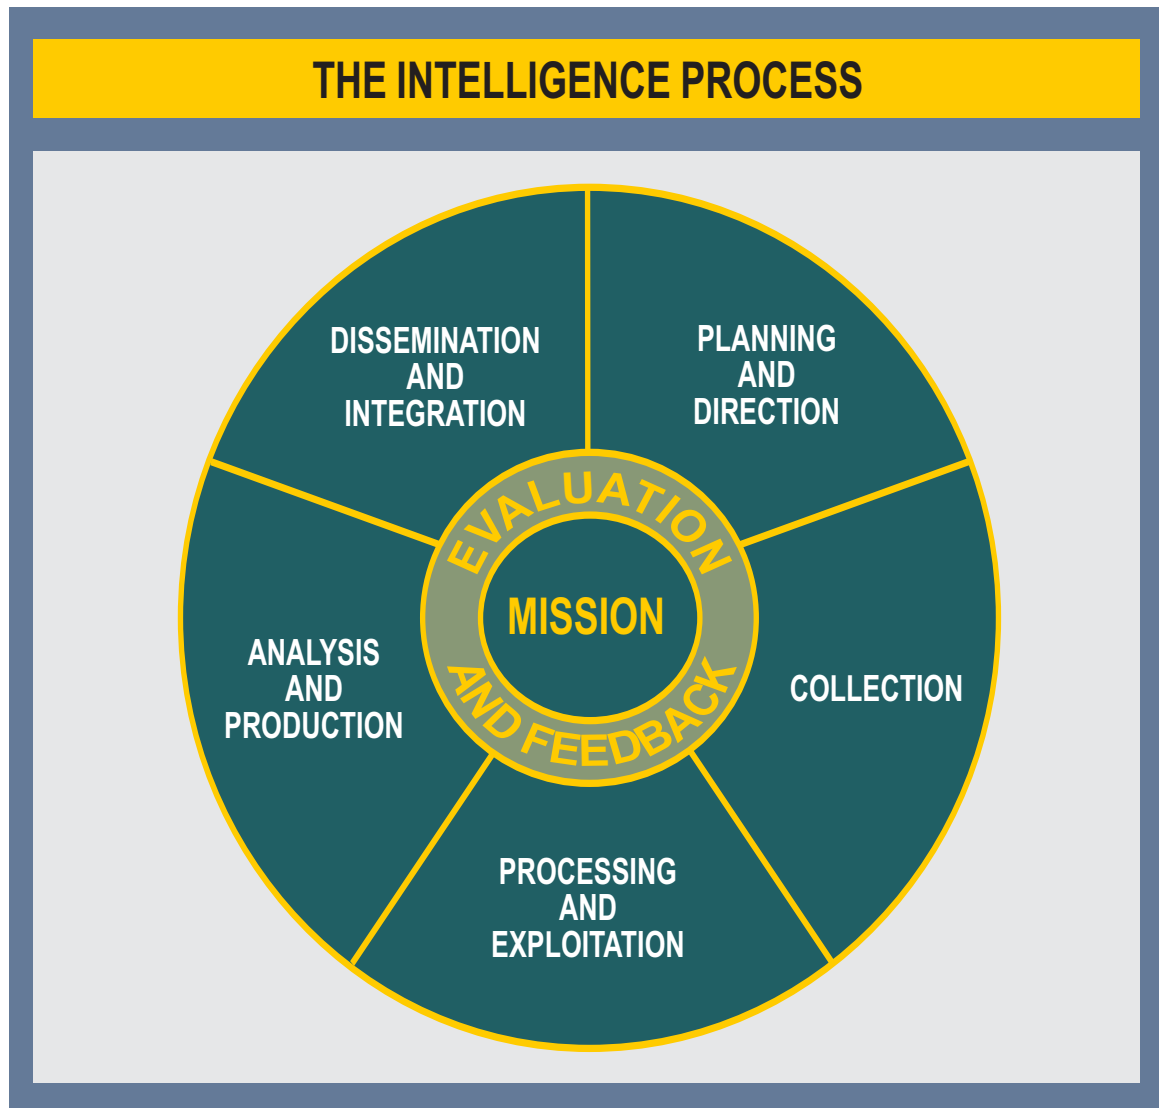 THE INTELLIGENCE PROCESS
DISSEMINATION
AND
INTEGRATION
PLANNING
AND
DIRECTION
EVALUATION
MISSION
AND FEEDBACK
ANALYSIS
AND
PRODUCTION
COLLECTION
PROCESSING
AND
EXPLOITATION